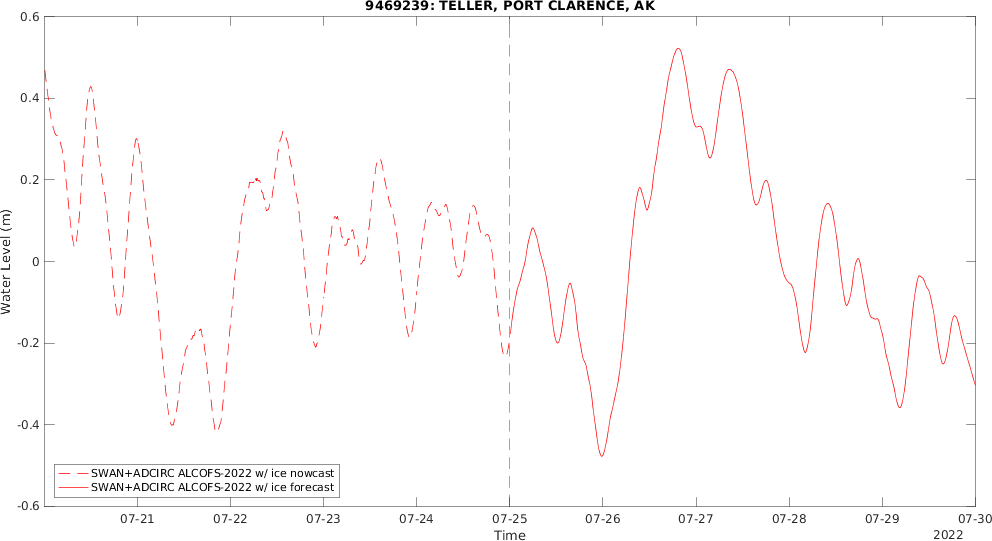 9469239: TELLER, PORT CLARENCE, AK
0.6
0.4
0.2
0
-0.2
-0.4
-0.6
Water Level (m)
SWAN+ADCIRC ALCOFS-2022 w/ ice nowcast
SWAN+ADCIRC ALCOFS-2022 w/ ice forecast
07-21 07-22 07-23 07-24 07-25 07-26 07-27 07-28 07-29 07-30
Time
2022